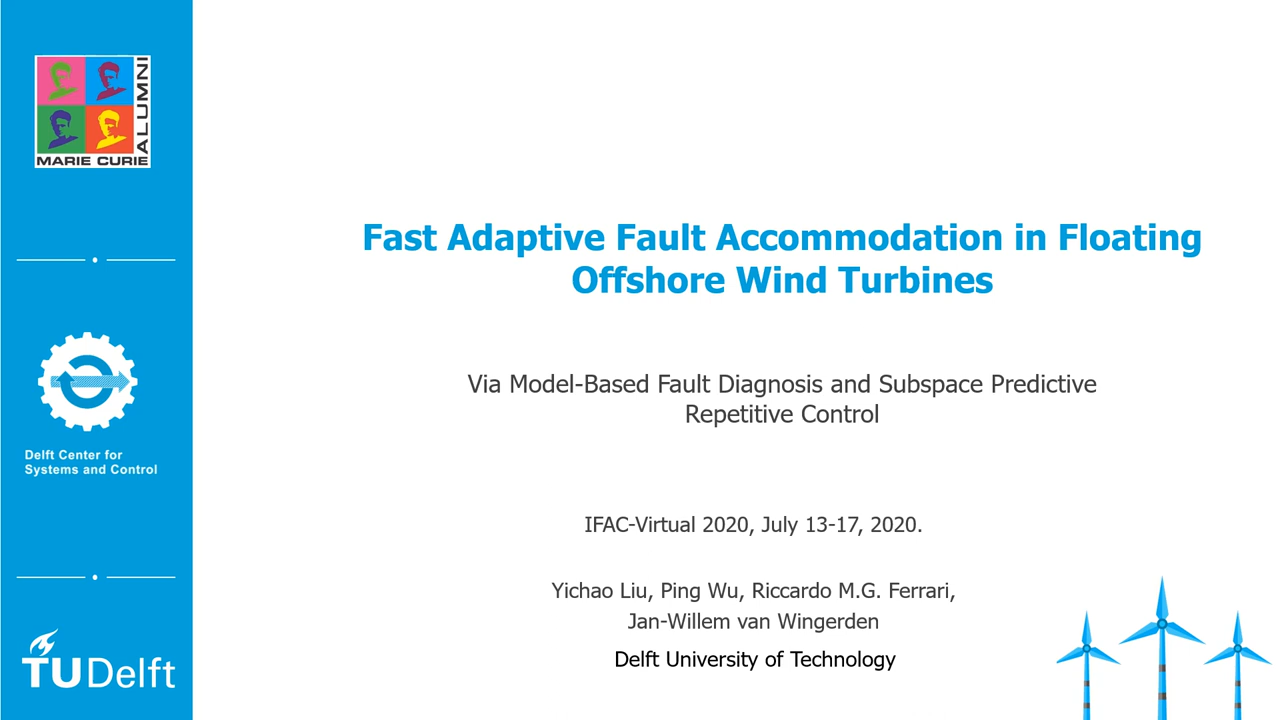 MARIE CURIE
ALUMNI
Delft Center for
Systems and Control
TUDelft
Fast Adaptive Fault Accommodation in Floating
Offshore Wind Turbines
Via Model-Based Fault Diagnosis and Subspace Predictive
Repetitive Control
IFAC-Virtual 2020, July 13-17, 2020.
Yichao Liu, Ping Wu, Riccardo M.G. Ferrari,
Jan-Willem van Wingerden
Delft University of Technology